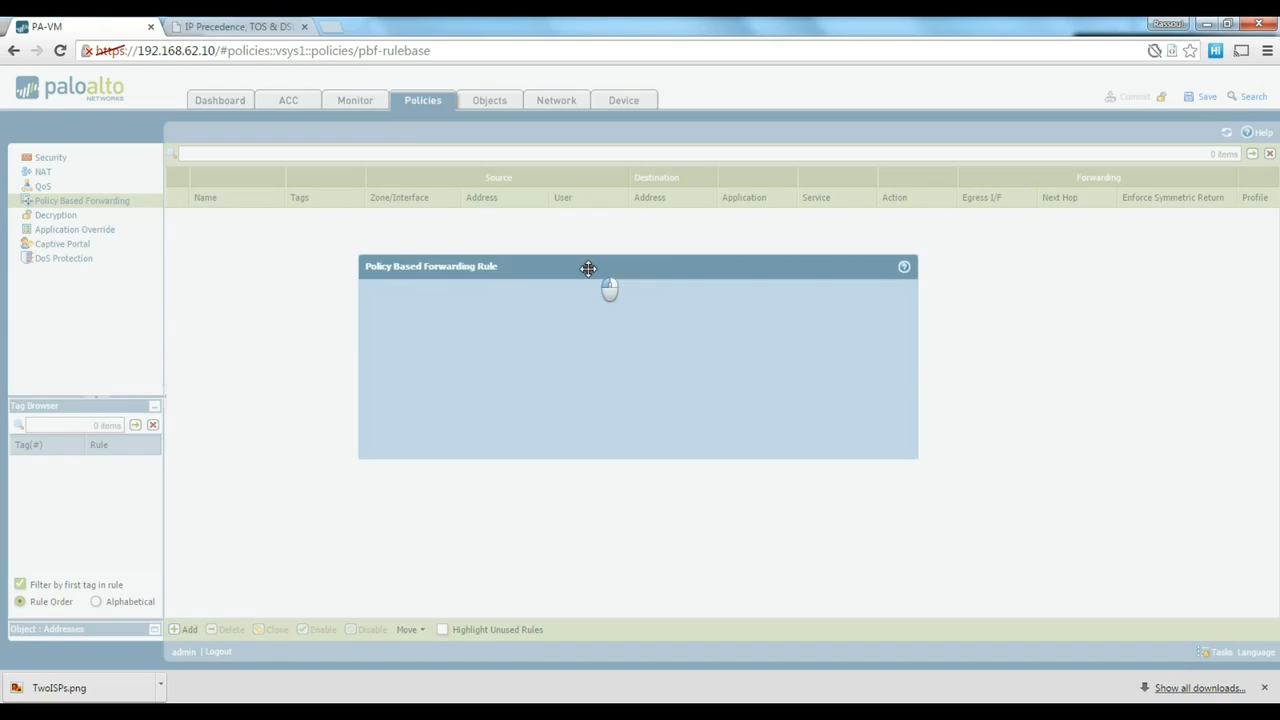 PA-VM
IP Precedence, TOS & DS
Rassoul
https://192.168.62.10/#policies::vsys1::policies/pbf-rulebase
Hi
paloalto
NETWORKS
Dashboard ACC Monitor Policies Objects Network Device
Commit Save Search
Help
Security
NAT
QoS
Policy Based Forwarding
Decryption
Application Override
Captive Portal
DoS Protection
0 items
Source Destination Forwarding
Name Tags Zone/Interface Address User Address Application Service Action Egress I/F Next Hop Enforce Symmetric Return Profile
Policy Based Forwarding Rule
Tag Browser
0 items
Tag(#) Rule
Filter by first tag in rule
Rule Order Alphabetical
Object : Addresses
Add Delete Clone Enable Disable Move Highlight Unused Rules
admin | Logout
Tasks Language
TwoISPs.png
Show all downloads...